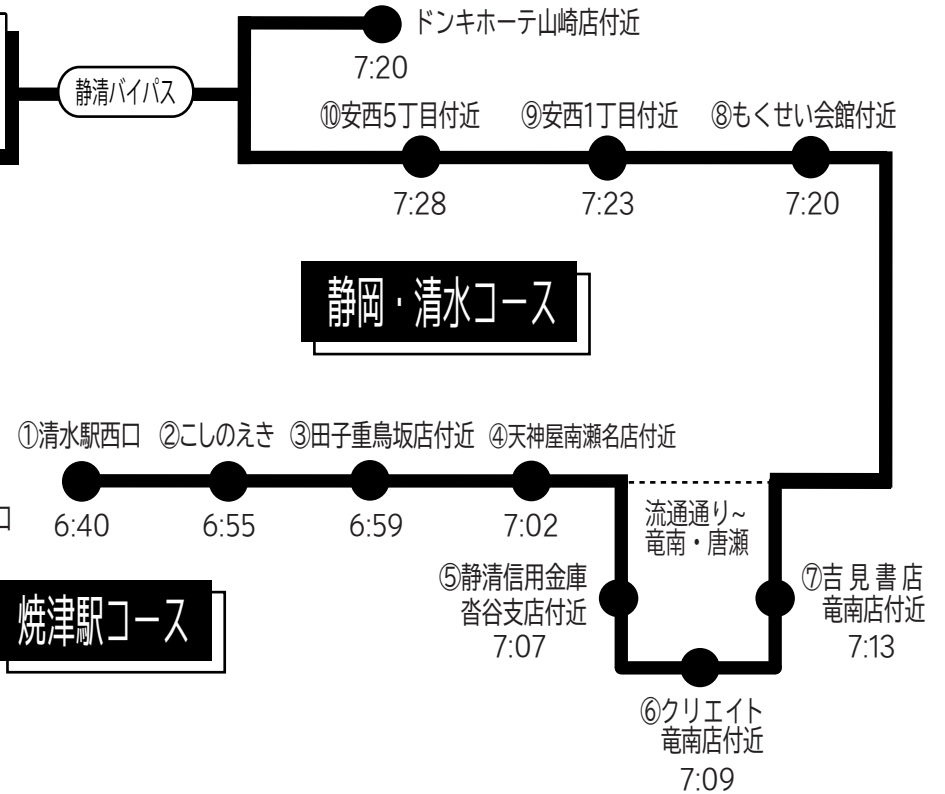 ドンキホーテ山崎店付近
7:20
静清バイパス
⑩安西5丁目付近
⑨安西1丁目付近
⑧もくせい会館付近
7:28
7:23
7:20
静岡・清水コース
①清水駅西口
②こしのえき
③田子重鳥坂店付近
④天神屋南瀬名店付近
口
6:40
6:55
6:59
7:02
流通通り~
竜南・唐瀬
⑤静清信用金庫
沓谷支店付近
7:07
⑦吉見書店
竜南店付近
7:13
焼津駅コース
⑥クリエイト
竜南店付近
7:09